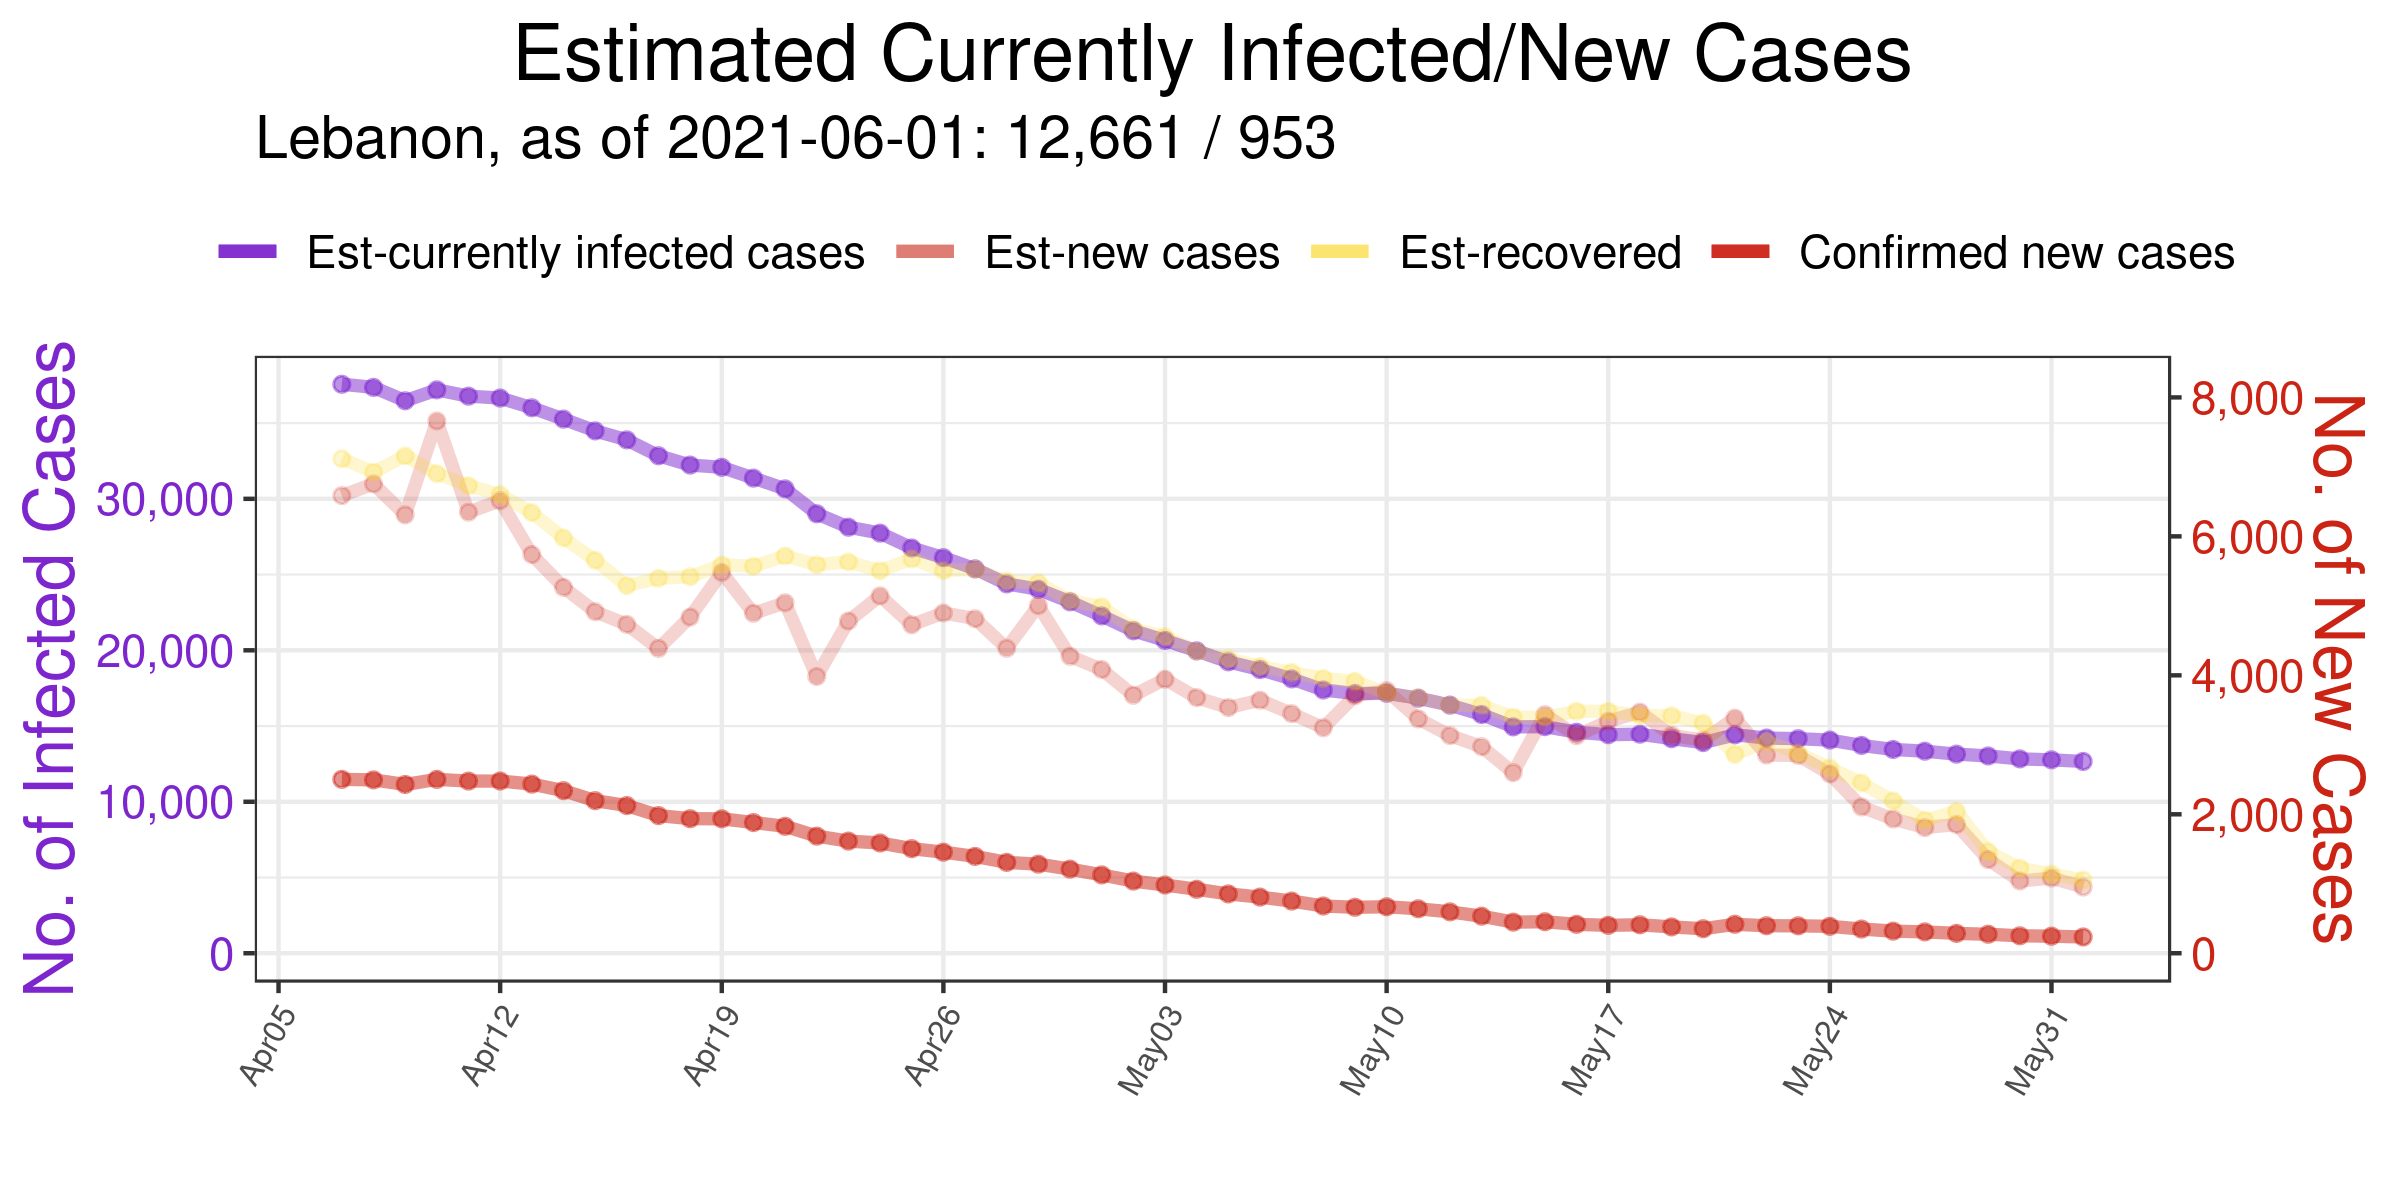 Estimated Currently Infected/New Cases
Lebanon, as of 2021-06-01: 12,661 / 953
Est-currently infected cases Est-new cases Est-recovered Confirmed new cases
No. of Infected Cases
30,000
20,000
10,000
0
8,000
6,000
4,000
2,000
0
No. of New Cases
Apr05 Apr12 Apr19 Apr26 May03 May10 May17 May24 May31